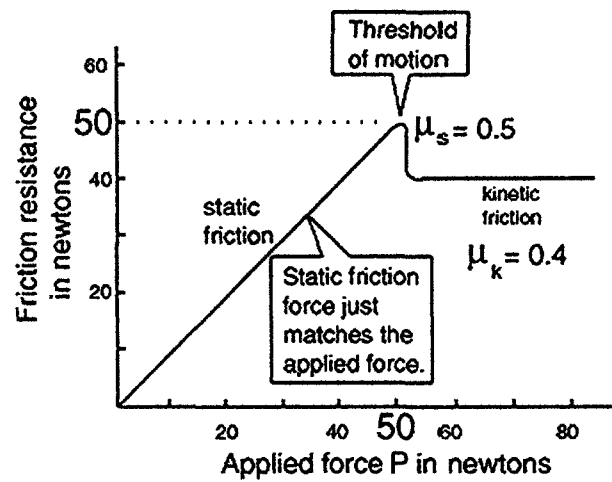 Threshold
of motion
60
50
40
20
Friction resistance
in newtons
μs = 0.5
static
friction
kinetic
friction
μk = 0.4
Static friction
force just
matches the
applied force.
20
40
50
60
80
Applied force P in newtons